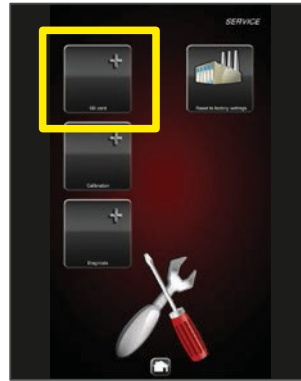 SERVICE
SD card
Reset to factory settings
Calibration
Diagnosis